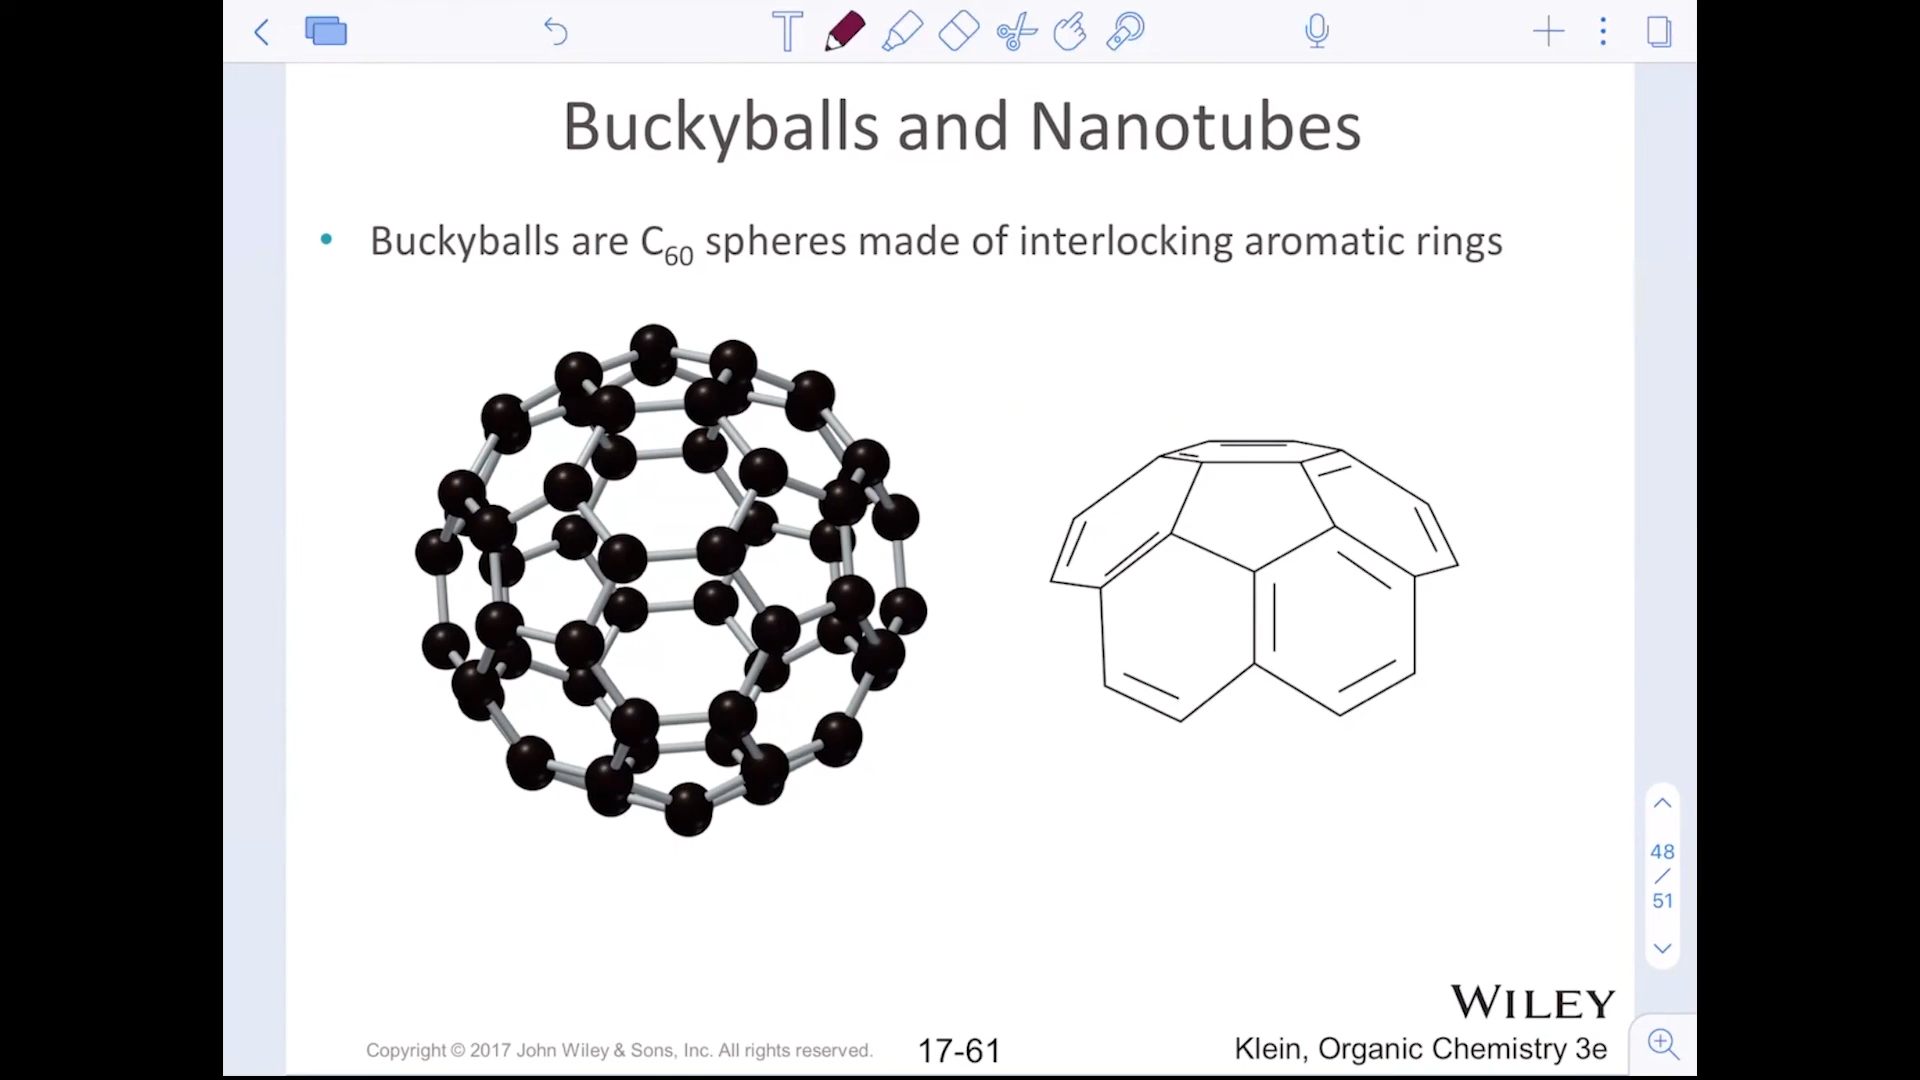 T
Buckyballs and Nanotubes
• Buckyballs are C₆₀ spheres made of interlocking aromatic rings
48
/
51
WILEY
Copyright © 2017 John Wiley & Sons, Inc. All rights reserved.
17-61
Klein, Organic Chemistry 3e